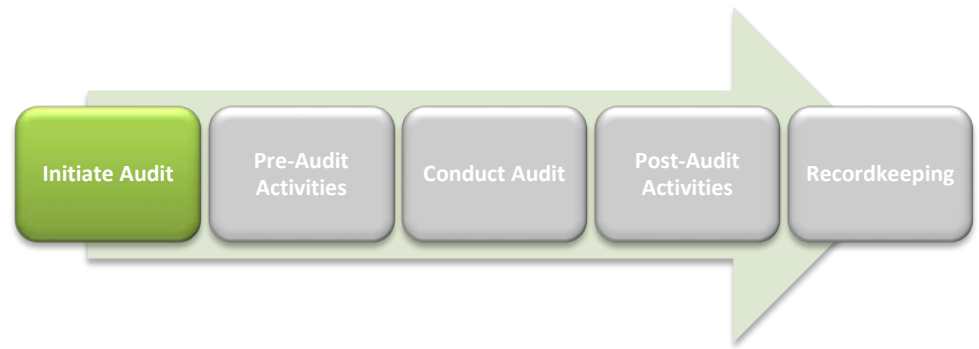 Initiate Audit
Pre-Audit
Activities
Conduct Audit
Post-Audit
Activities
Recordkeeping